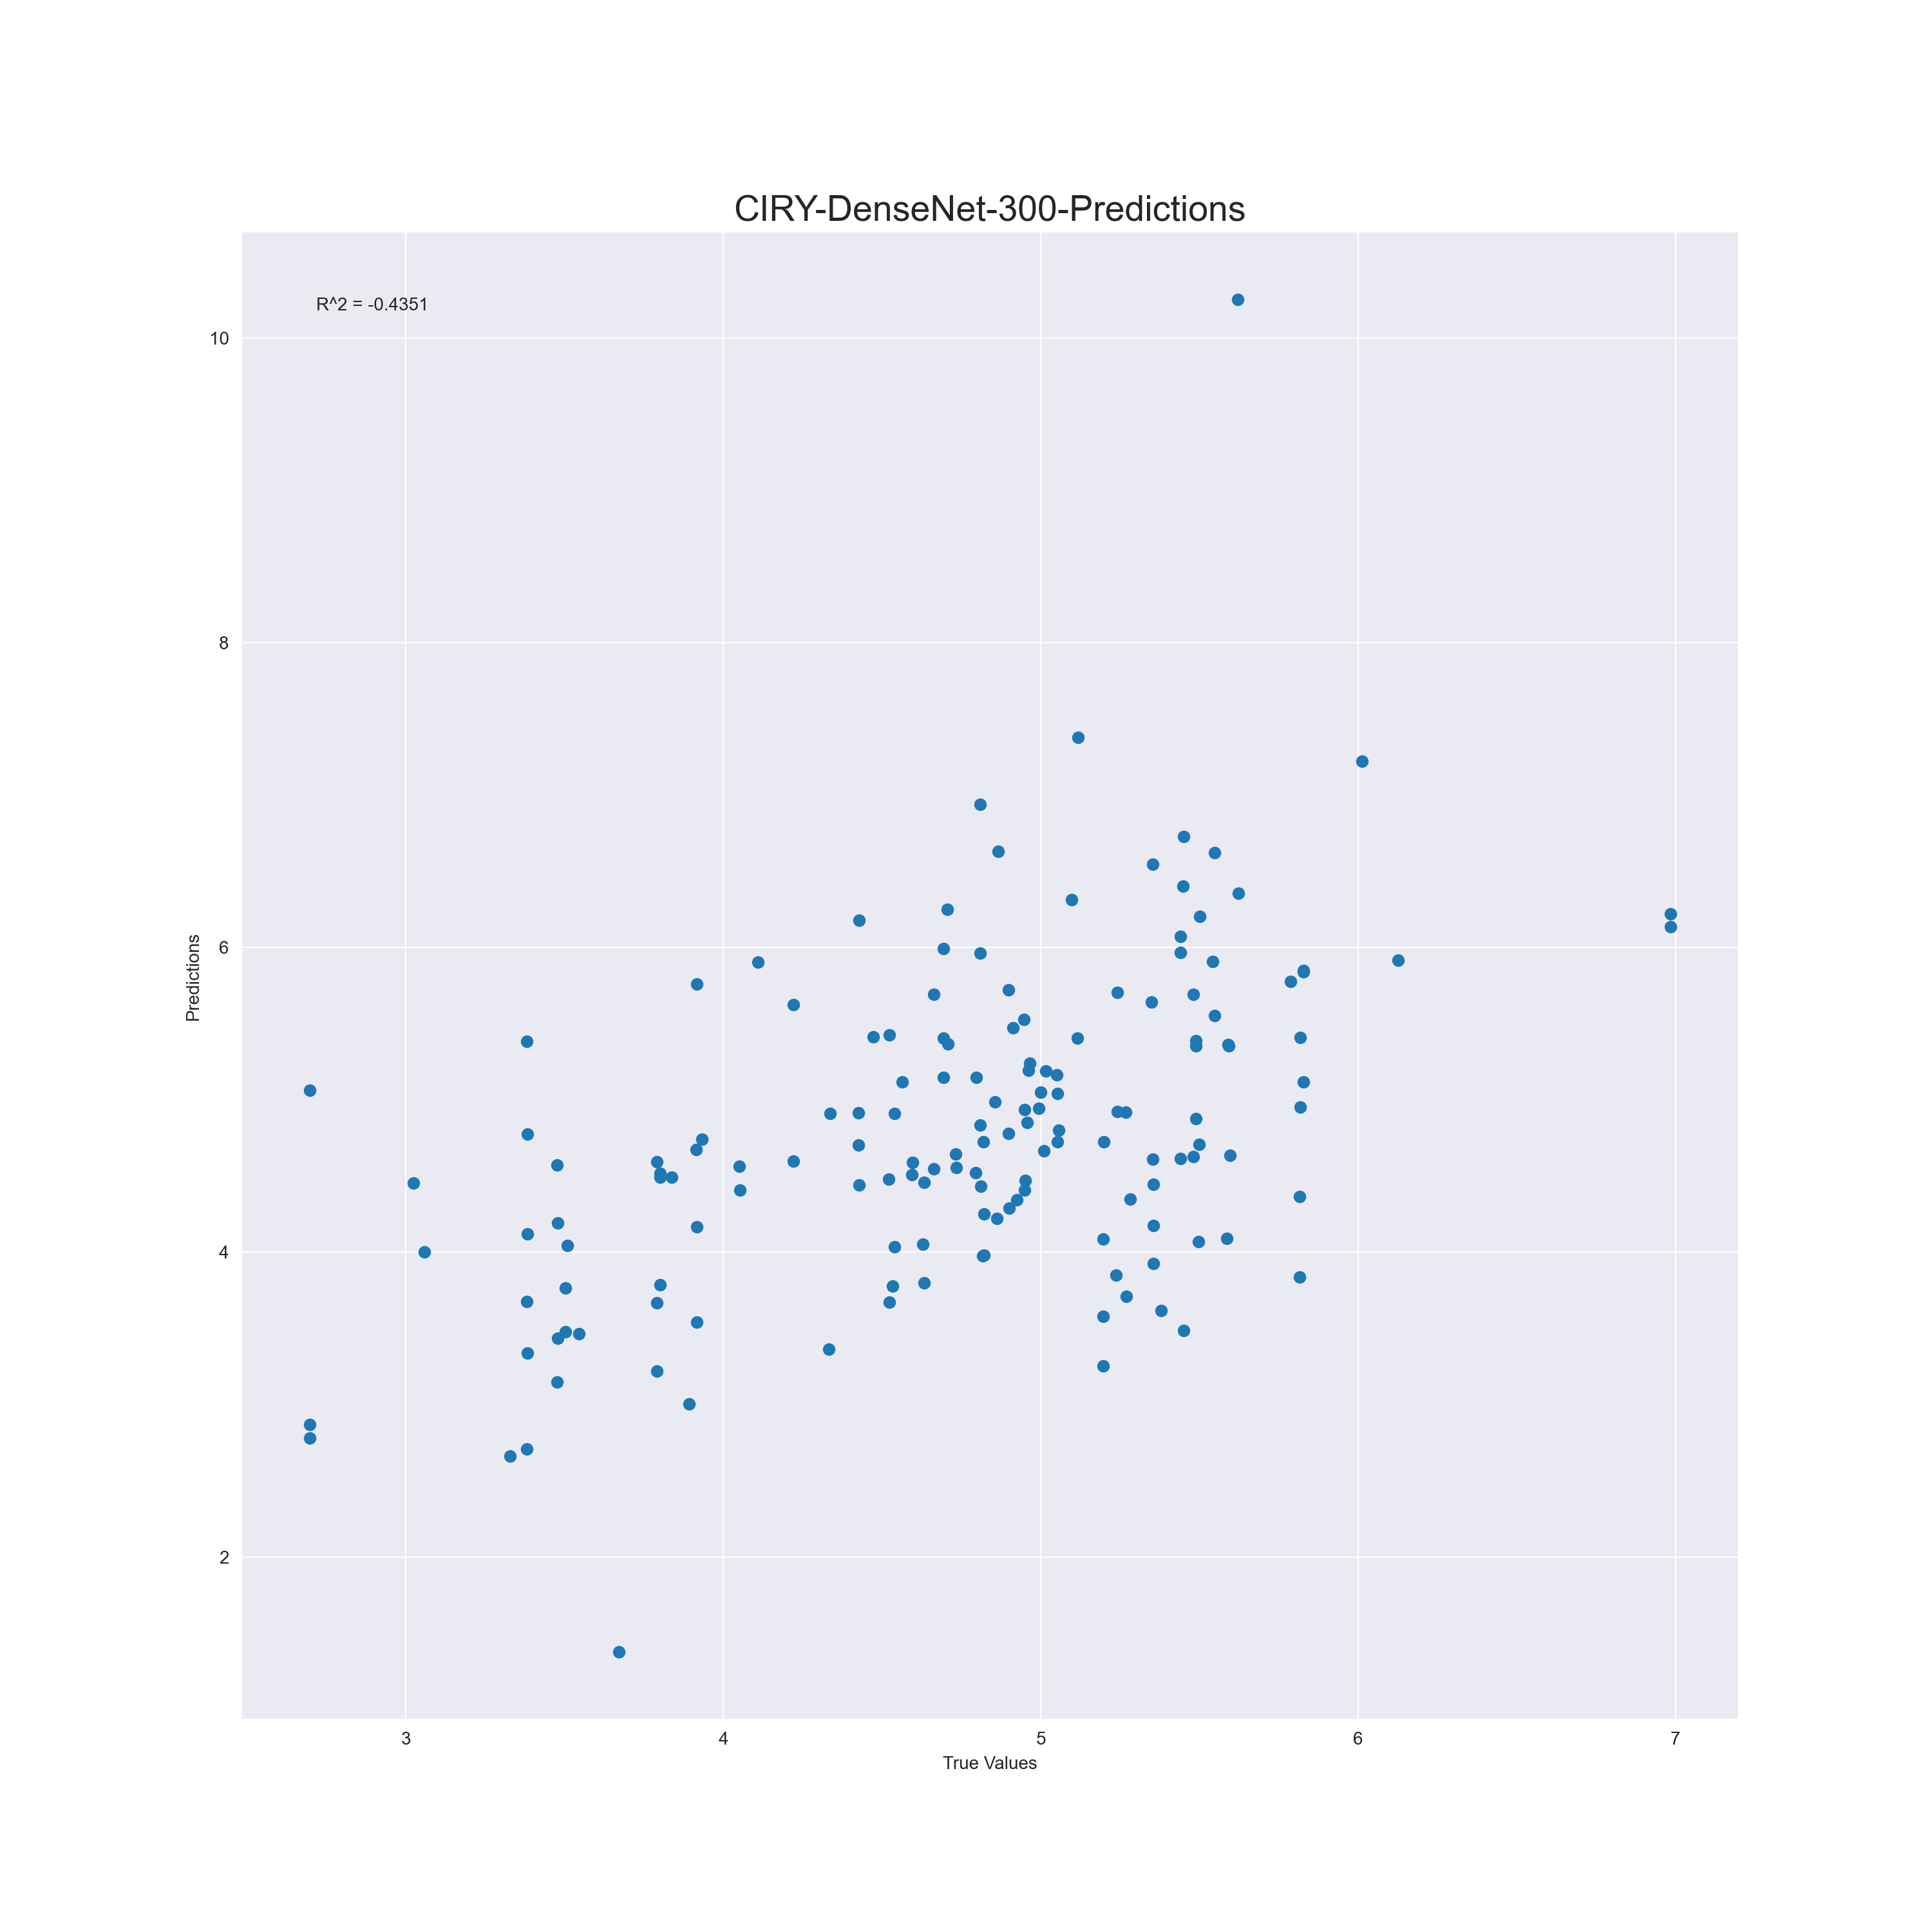 CIRY-DenseNet-300-Predictions
R^2 = -0.4351
10
8
6
4
2
Predictions
3 4 5 6 7
True Values